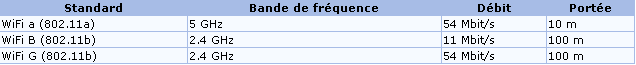 Standard Bande de fréquence Débit Portée
WiFi a (802.11a) 5 GHz 54 Mbit/s 10 m
WiFi B (802.11b) 2.4 GHz 11 Mbit/s 100 m
WiFi G (802.11b) 2.4 GHz 54 Mbit/s 100 m